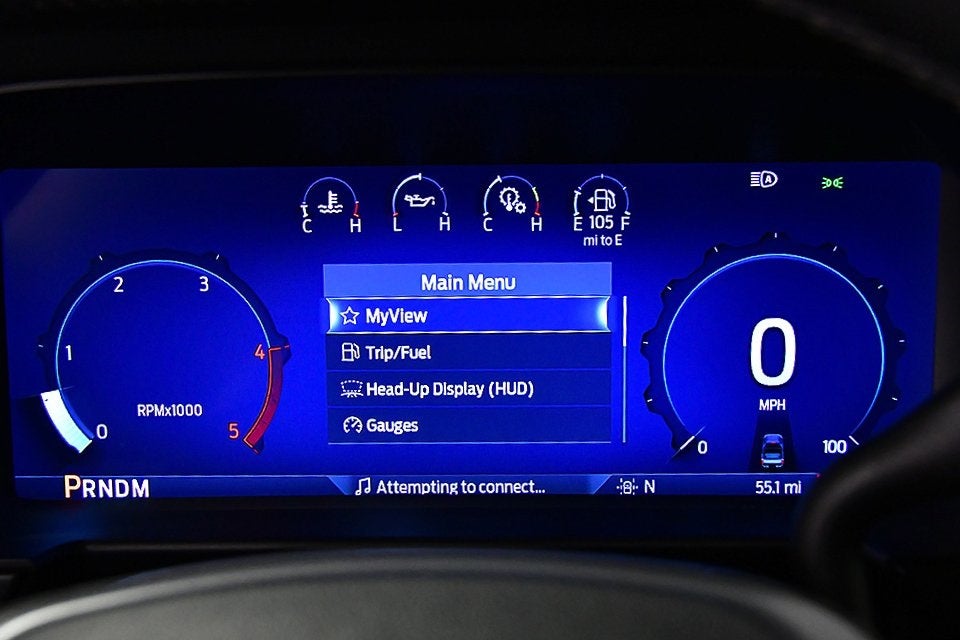 C H
L H
C H
E 105 F
mi to E
A
0 1 2 3 4 5
RPMx1000
Main Menu
MyView
Trip/Fuel
Head-Up Display (HUD)
Gauges
0
MPH
0 100
PRNDM
Attempting to connect...
N
55.1 mi